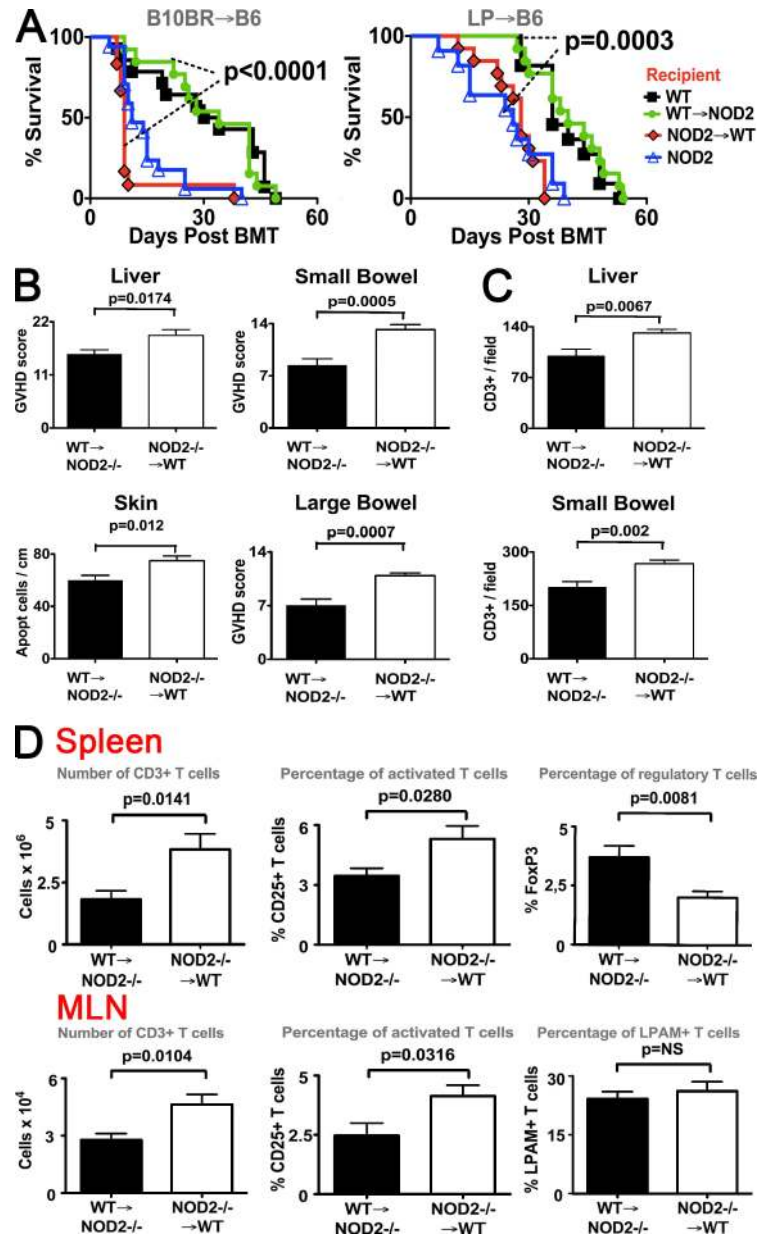 A
B10BR→B6
LP→B6
100
50
0
% Survival
p<0.0001
0 30 60
Days Post BMT
100
50
0
% Survival
p=0.0003
0 30 60
Days Post BMT
Recipient
WT
WT→NOD2
NOD2→WT
NOD2
B
Liver
p=0.0174
22
11
0
GVHD score
WT→
NOD2-/-
NOD2-/-
→WT
Small Bowel
p=0.0005
14
7
0
GVHD score
WT→
NOD2-/-
NOD2-/-
→WT
C
Liver
p=0.0067
140
70
0
CD3+ / field
WT→
NOD2-/-
NOD2-/-
→WT
Skin
p=0.012
80
60
0
Apopt cells / cm
WT→
NOD2-/-
NOD2-/-
→WT
Large Bowel
p=0.0007
14
7
0
GVHD score
WT→
NOD2-/-
NOD2-/-
→WT
Small Bowel
p=0.002
300
150
0
CD3+ / field
WT→
NOD2-/-
NOD2-/-
→WT
D
Spleen
Number of CD3+ T cells
p=0.0141
5
2.5
0
Cells x 10⁶
WT→
NOD2-/-
NOD2-/-
→WT
Percentage of activated T cells
p=0.0280
6
3
0
% CD25+ T cells
WT→
NOD2-/-
NOD2-/-
→WT
Percentage of regulatory T cells
p=0.0081
5
2,5
0
% FoxP3
WT→
NOD2-/-
NOD2-/-
→WT
MLN
Number of CD3+ T cells
p=0.0104
6
3
0
Cells x 10⁴
WT→
NOD2-/-
NOD2-/-
→WT
Percentage of activated T cells
p=0.0316
5
2.5
0
% CD25+ T cells
WT→
NOD2-/-
NOD2-/-
→WT
Percentage of LPAM+ T cells
p=NS
30
15
0
% LPAM+ T cells
WT→
NOD2-/-
NOD2-/-
→WT